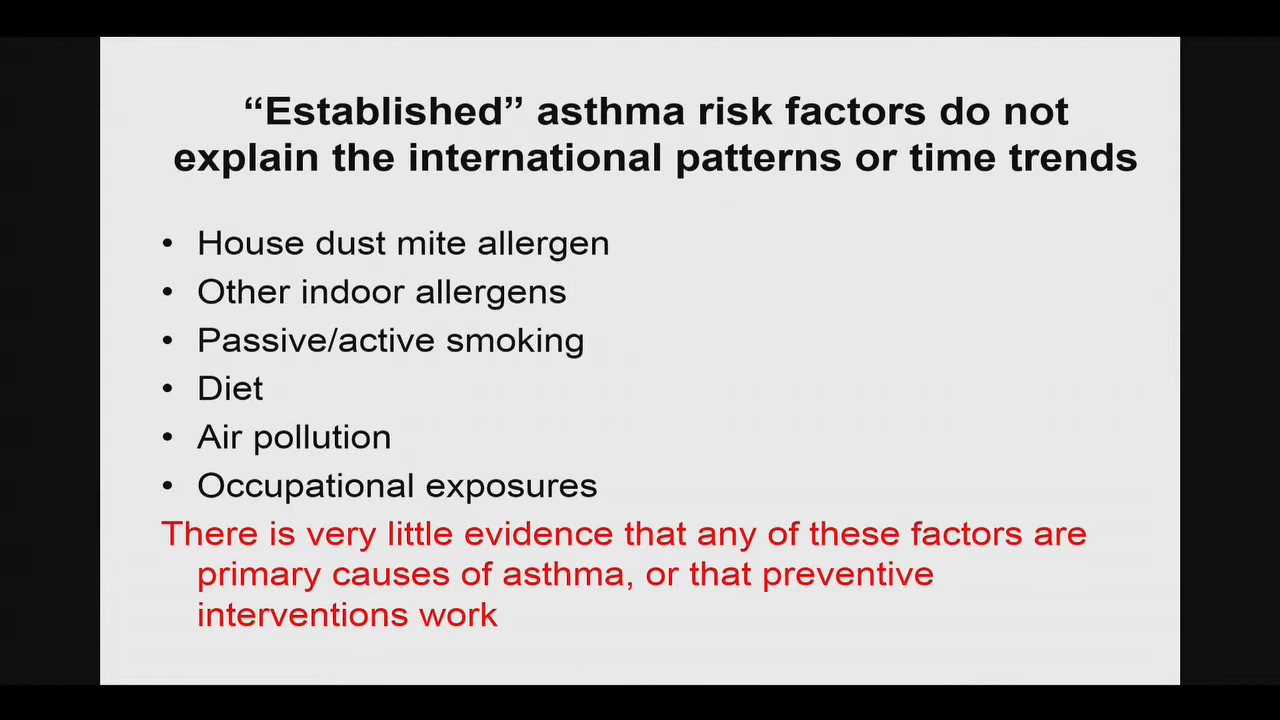 “Established” asthma risk factors do not
explain the international patterns or time trends
• House dust mite allergen
• Other indoor allergens
• Passive/active smoking
• Diet
• Air pollution
• Occupational exposures
There is very little evidence that any of these factors are
primary causes of asthma, or that preventive
interventions work